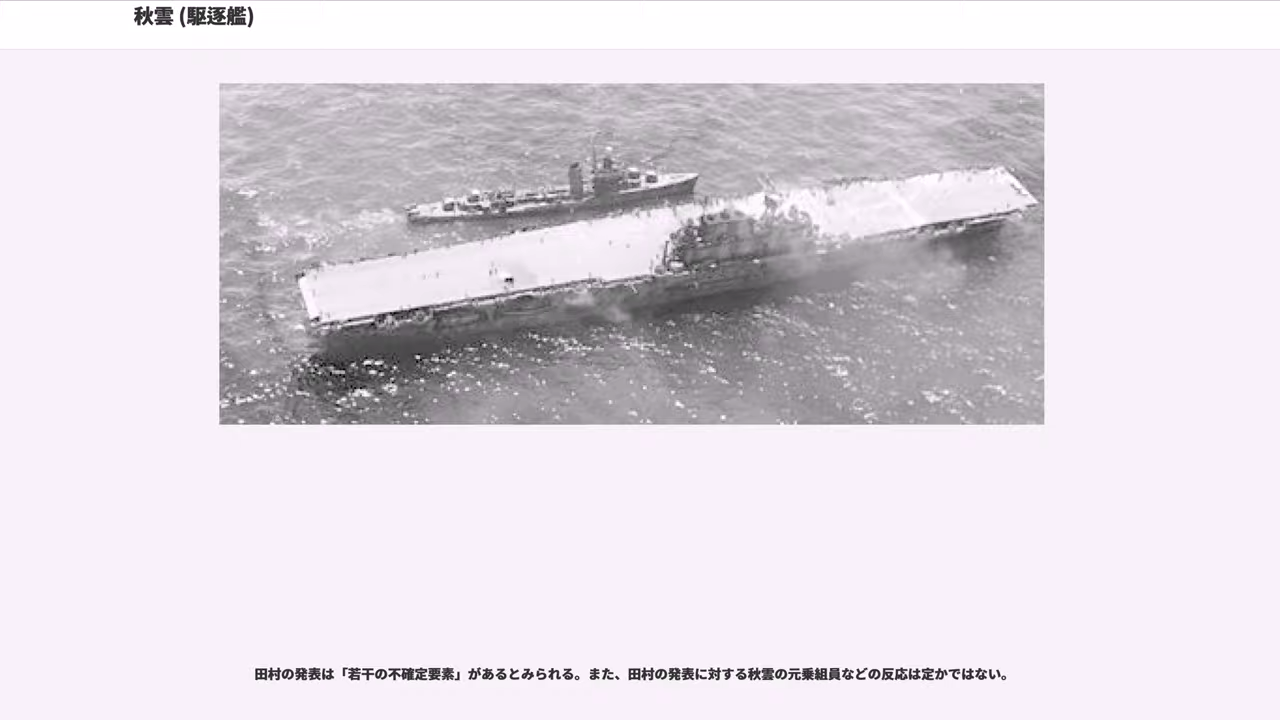 秋雲 (駆逐艦)
田村の発表は「若干の不確定要素」があるとみられる。また、田村の発表に対する秋雲の元乗組員などの反応は定かではない。